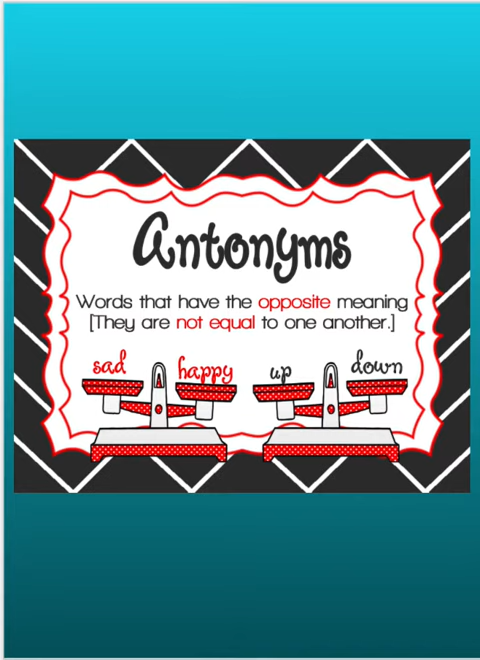 Antonyms
Words that have the opposite meaning
[They are not equal to one another.]
sad happy up down